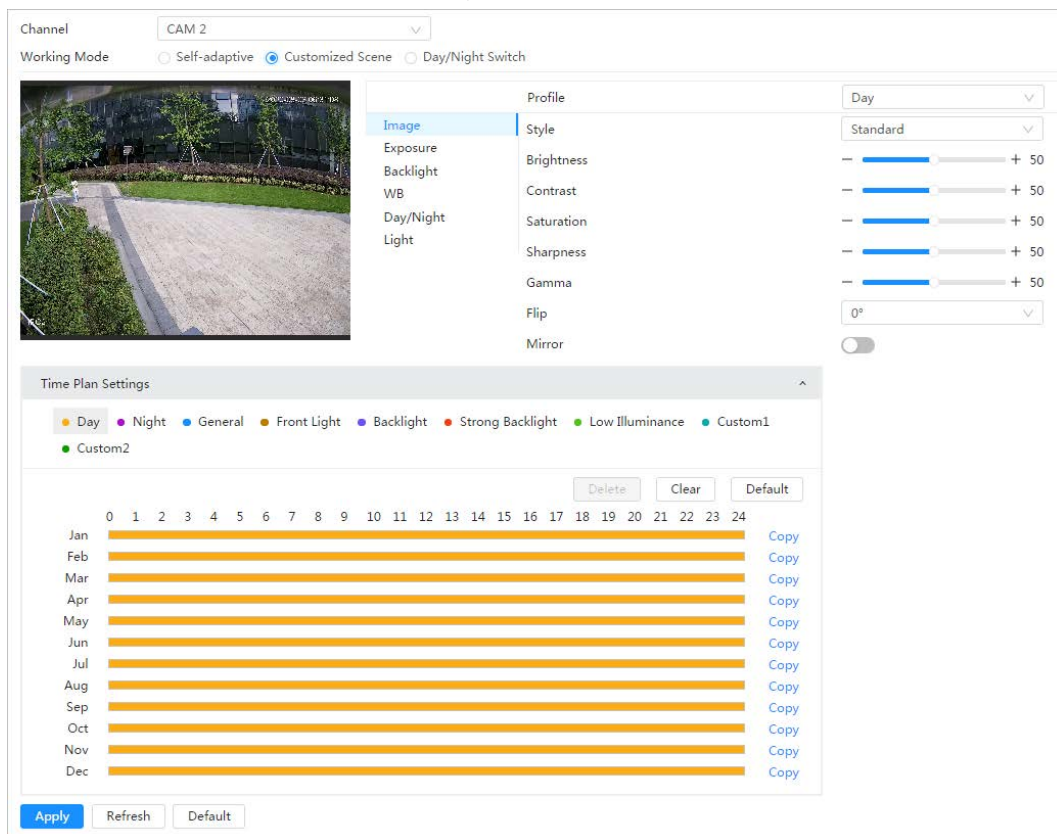 Channel CAM 2
Working Mode Self-adaptive Customized Scene Day/Night Switch
Profile Day
Image Style Standard
Exposure Brightness − + 50
Backlight Contrast − + 50
WB
Day/Night Saturation − + 50
Light Sharpness − + 50
Gamma − + 50
Flip 0°
Mirror
Time Plan Settings
Day Night General Front Light Backlight Strong Backlight Low Illuminance Custom1
Custom2
Delete Clear Default
0 1 2 3 4 5 6 7 8 9 10 11 12 13 14 15 16 17 18 19 20 21 22 23 24
Jan Copy
Feb Copy
Mar Copy
Apr Copy
May Copy
Jun Copy
Jul Copy
Aug Copy
Sep Copy
Oct Copy
Nov Copy
Dec Copy
Apply Refresh Default